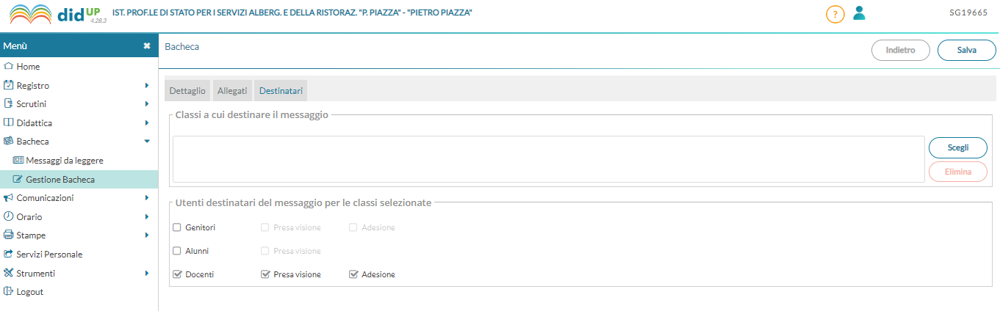 didUP
4.28.3
IST. PROF.LE DI STATO PER I SERVIZI ALBERG. E DELLA RISTORAZ. "P. PIAZZA" - "PIETRO PIAZZA"
?
SG19665
Menù
Bacheca
Indietro
Salva
Home
Registro
Scrutini
Didattica
Bacheca
Messaggi da leggere
Gestione Bacheca
Comunicazioni
Orario
Stampe
Servizi Personale
Strumenti
Logout
Dettaglio Allegati Destinatari
Classi a cui destinare il messaggio
Scegli
Elimina
Utenti destinatari del messaggio per le classi selezionate
Genitori Presa visione Adesione
Alunni Presa visione
Docenti Presa visione Adesione